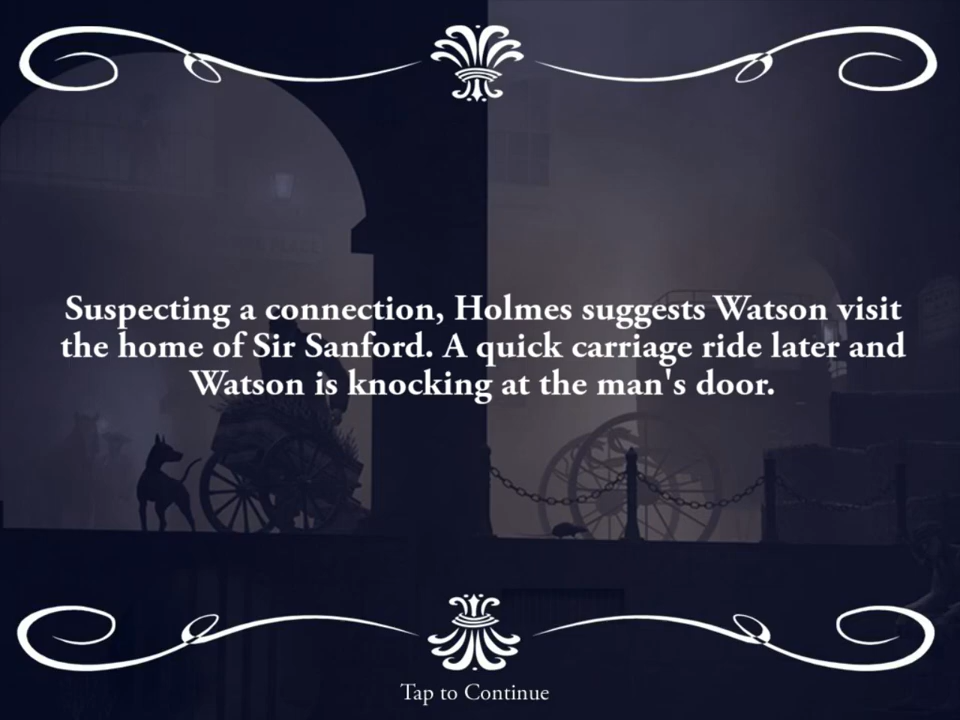 Suspecting a connection, Holmes suggests Watson visit
the home of Sir Sanford. A quick carriage ride later and
Watson is knocking at the man's door.
Tap to Continue